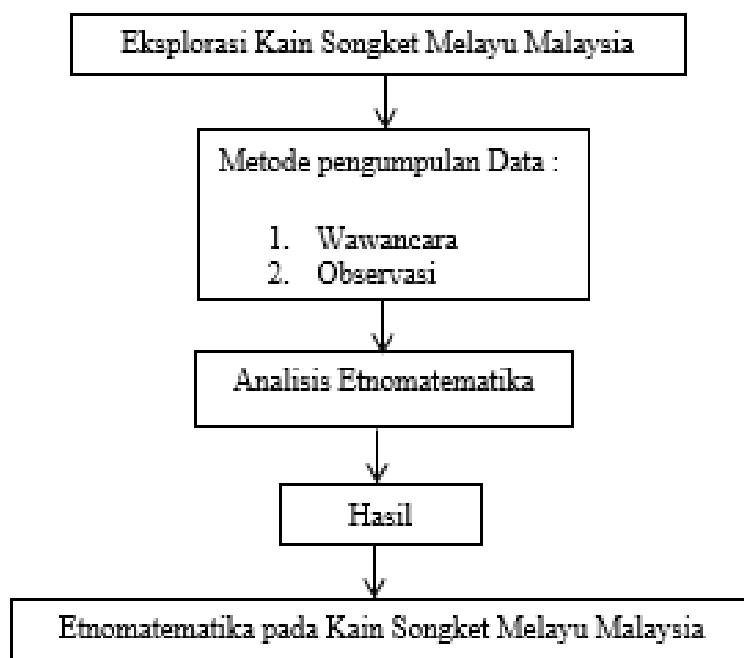 Eksplorasi Kain Songket Melayu Malaysia
Metode pengumpulan Data :
1. Wawancara
2. Observasi
Analisis Etnomatematika
Hasil
Etnomatematika pada Kain Songket Melayu Malaysia